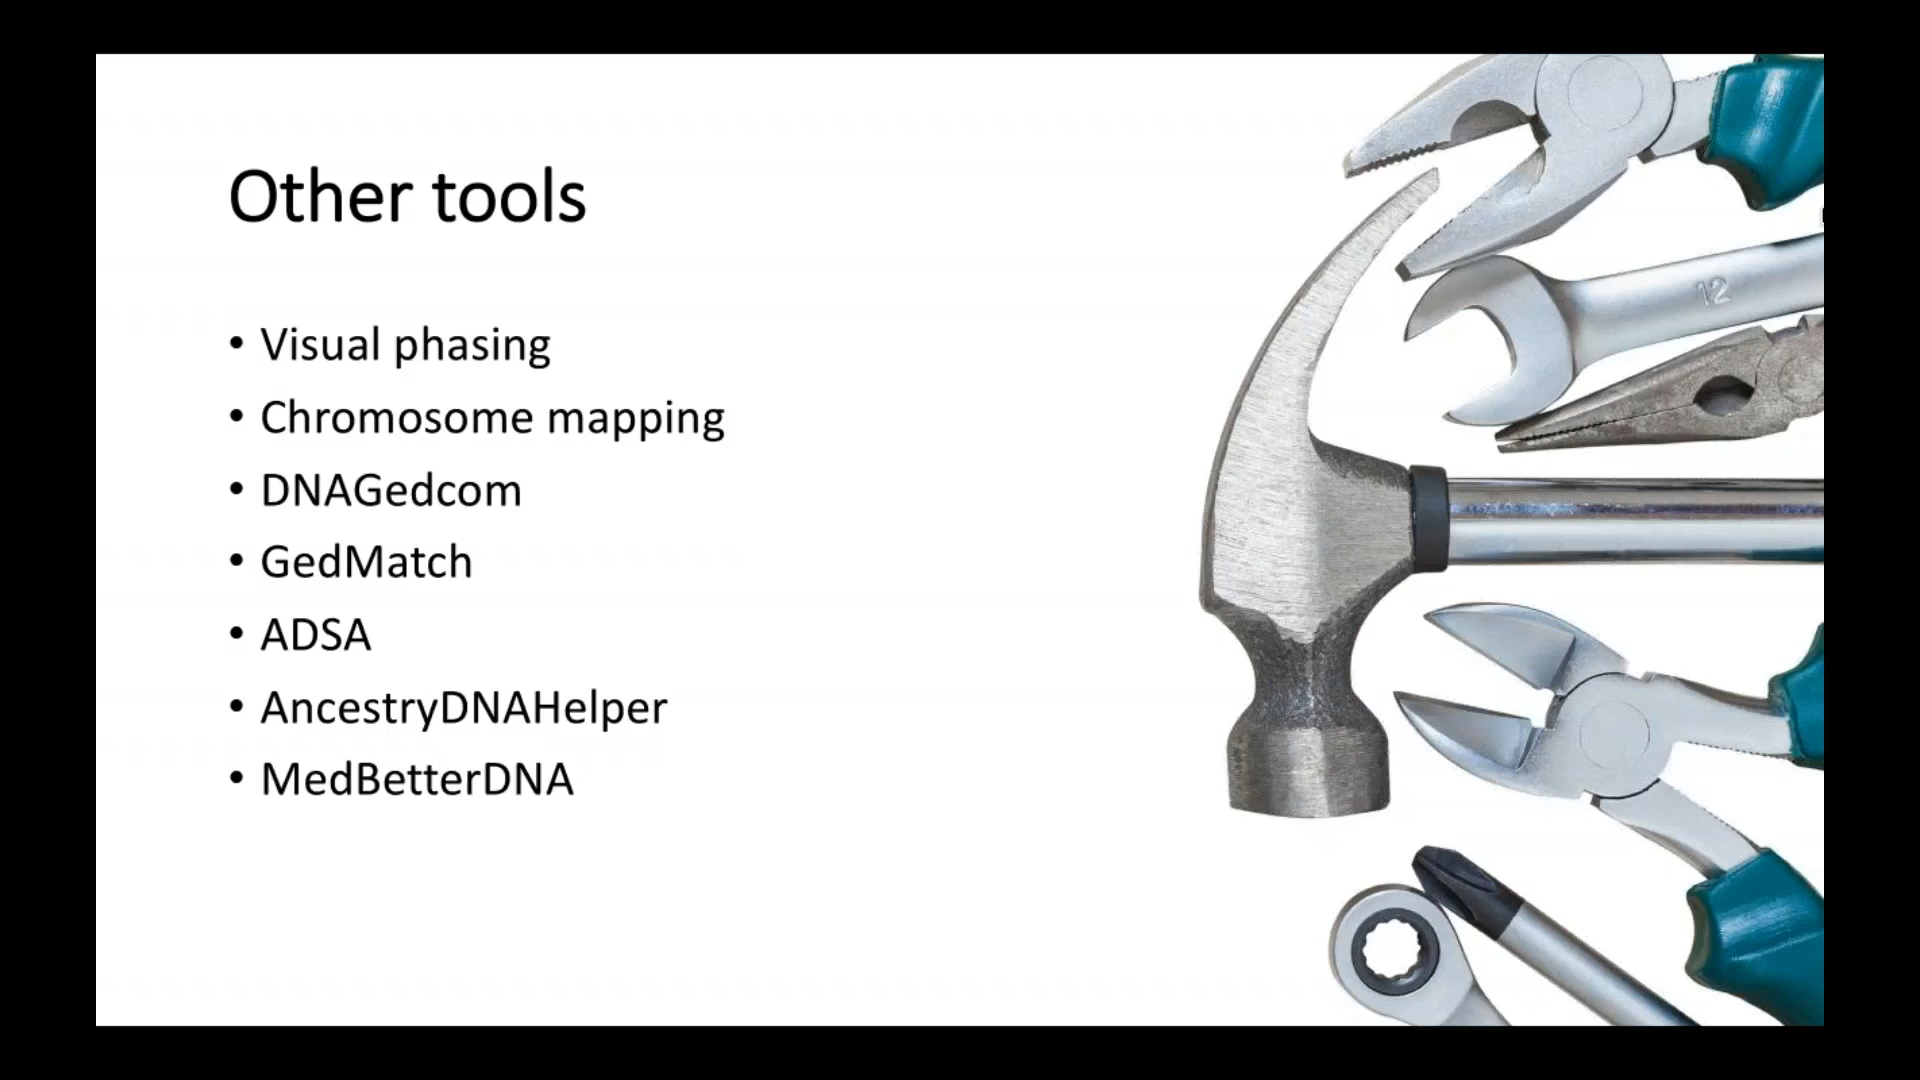 Other tools
• Visual phasing
• Chromosome mapping
• DNAGedcom
• GedMatch
• ADSA
• AncestryDNAHelper
• MedBetterDNA
12